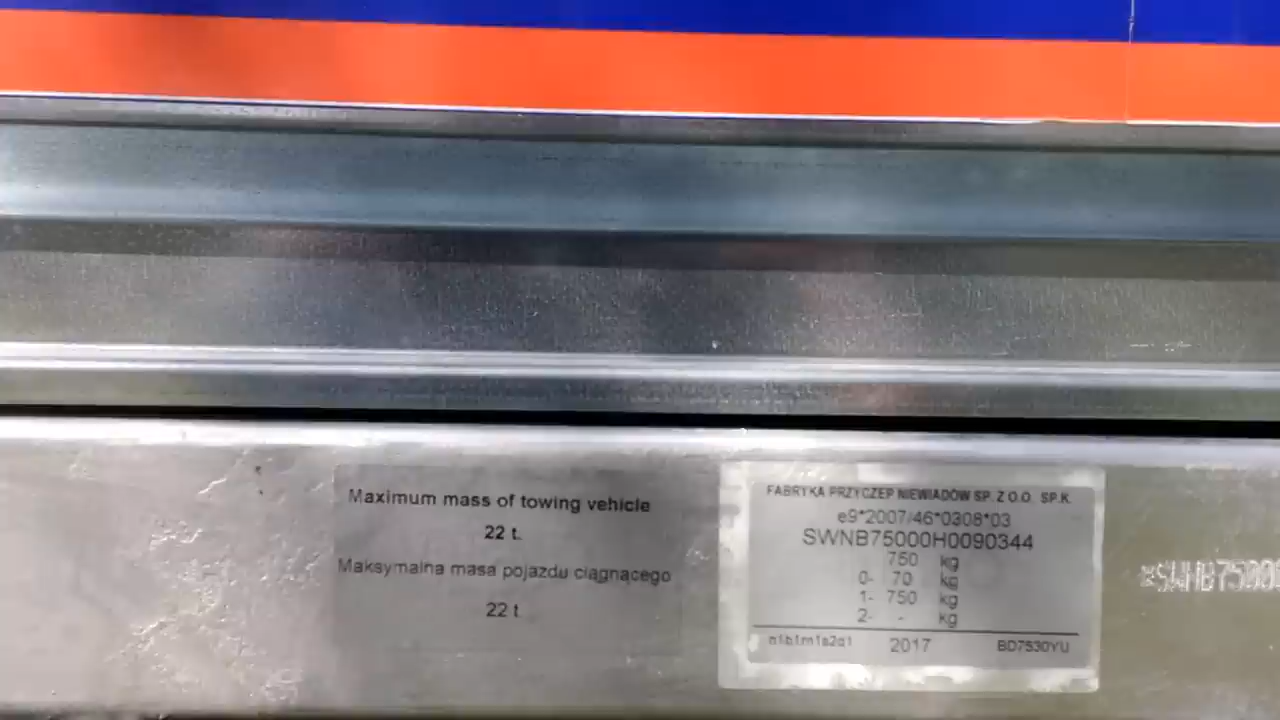 Maximum mass of towing vehicle
22 t.
Maksymalna masa pojazdu ciągnącego
22 t
FABRYKA PRZYCZEP NIEWIADÓW SP. Z O.O. SP.K.
e9*2007/46*0308*03
SWNB75000H0090344
750 kg
0- 70 kg
1- 750 kg
2- - kg
2017 BD7530YU
*SWNB7500